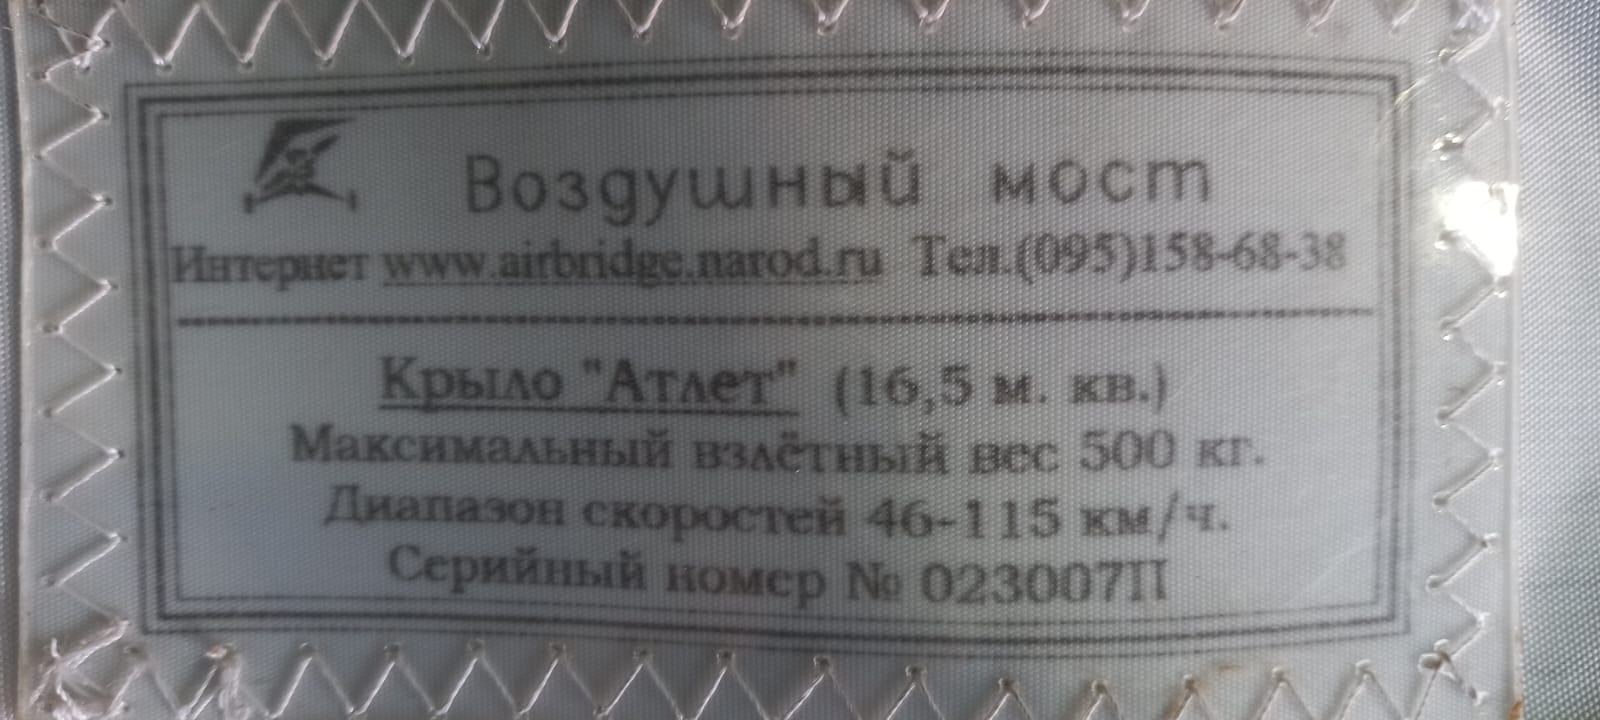 Воздушный мост
Интернет www.airbridge.narod.ru Тел.(095)158-68-38
Крыло "Атлет" (16,5 м. кв.)
Максимальный взлётный вес 500 кг.
Диапазон скоростей 46-115 км/ч.
Серийный номер № 023007П